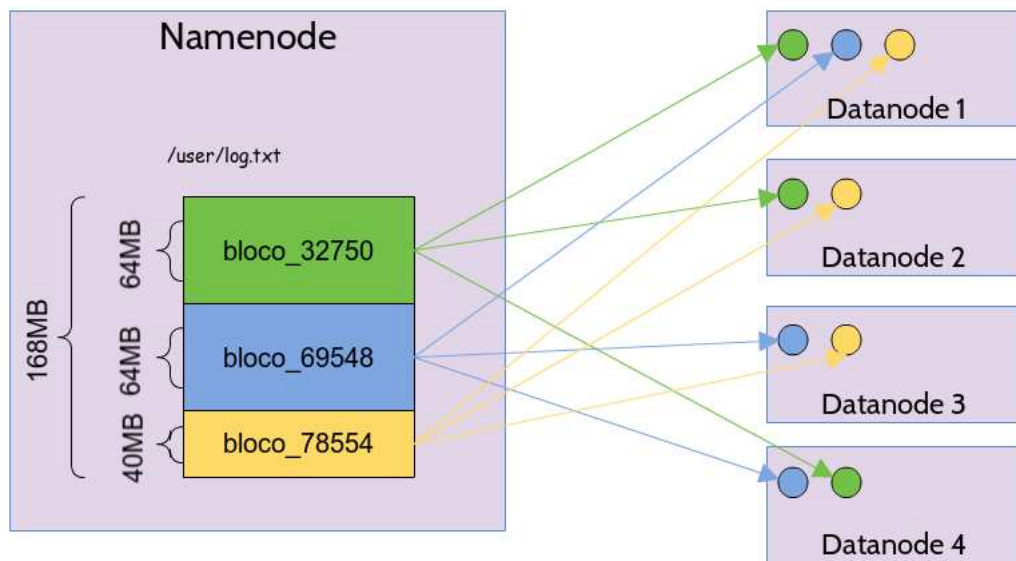 Namenode
/user/log.txt
168MB
64MB
bloco_32750
64MB
bloco_69548
40MB
bloco_78554
Datanode 1
Datanode 2
Datanode 3
Datanode 4